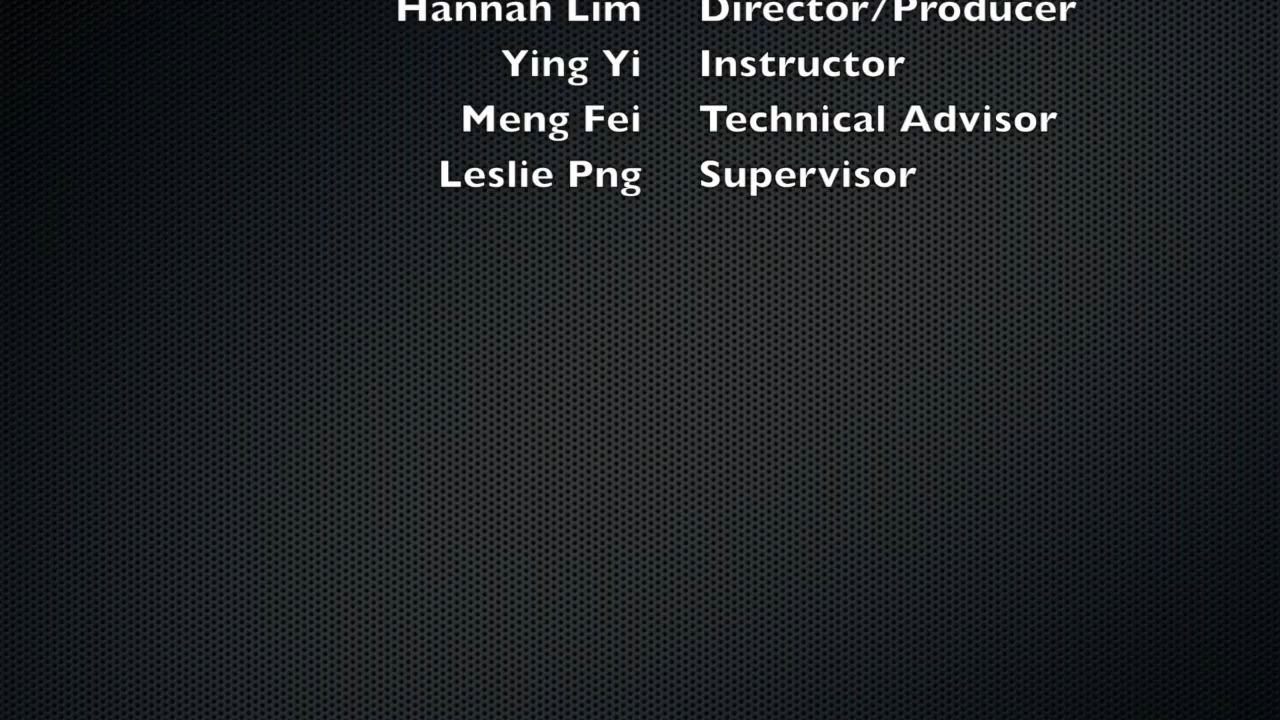 Hannah Lim Director/Producer
Ying Yi Instructor
Meng Fei Technical Advisor
Leslie Png Supervisor